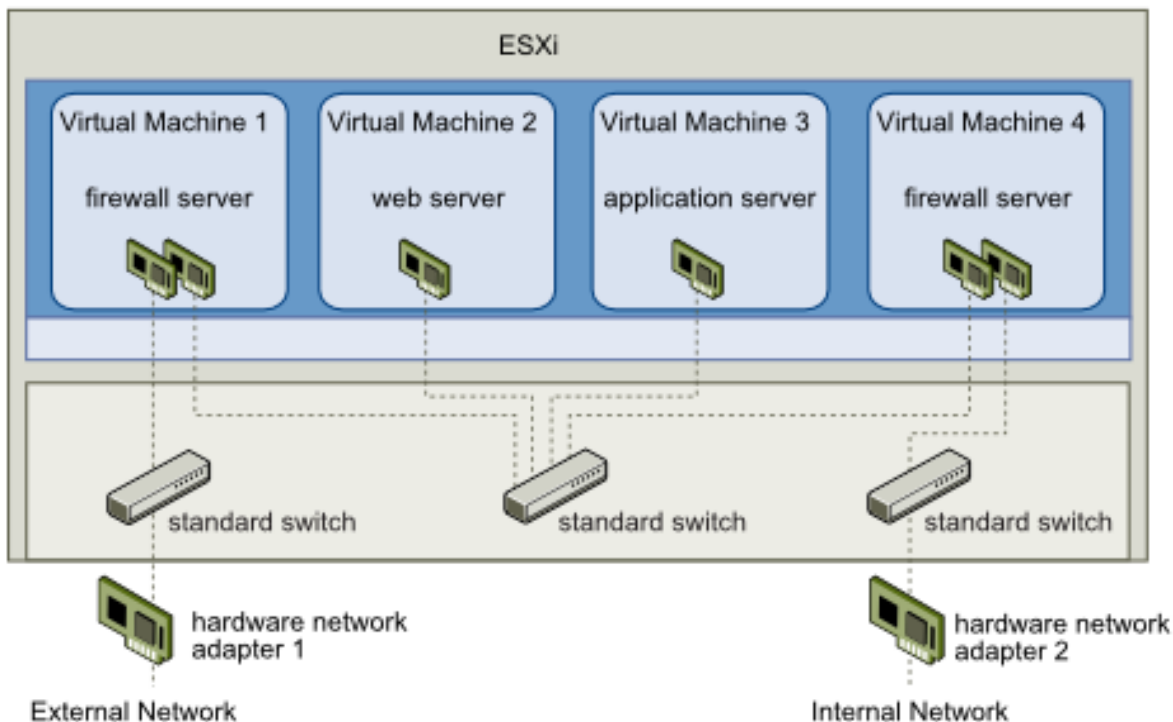 ESXi
Virtual Machine 1
firewall server
Virtual Machine 2
web server
Virtual Machine 3
application server
Virtual Machine 4
firewall server
standard switch
standard switch
standard switch
hardware network
adapter 1
hardware network
adapter 2
External Network
Internal Network